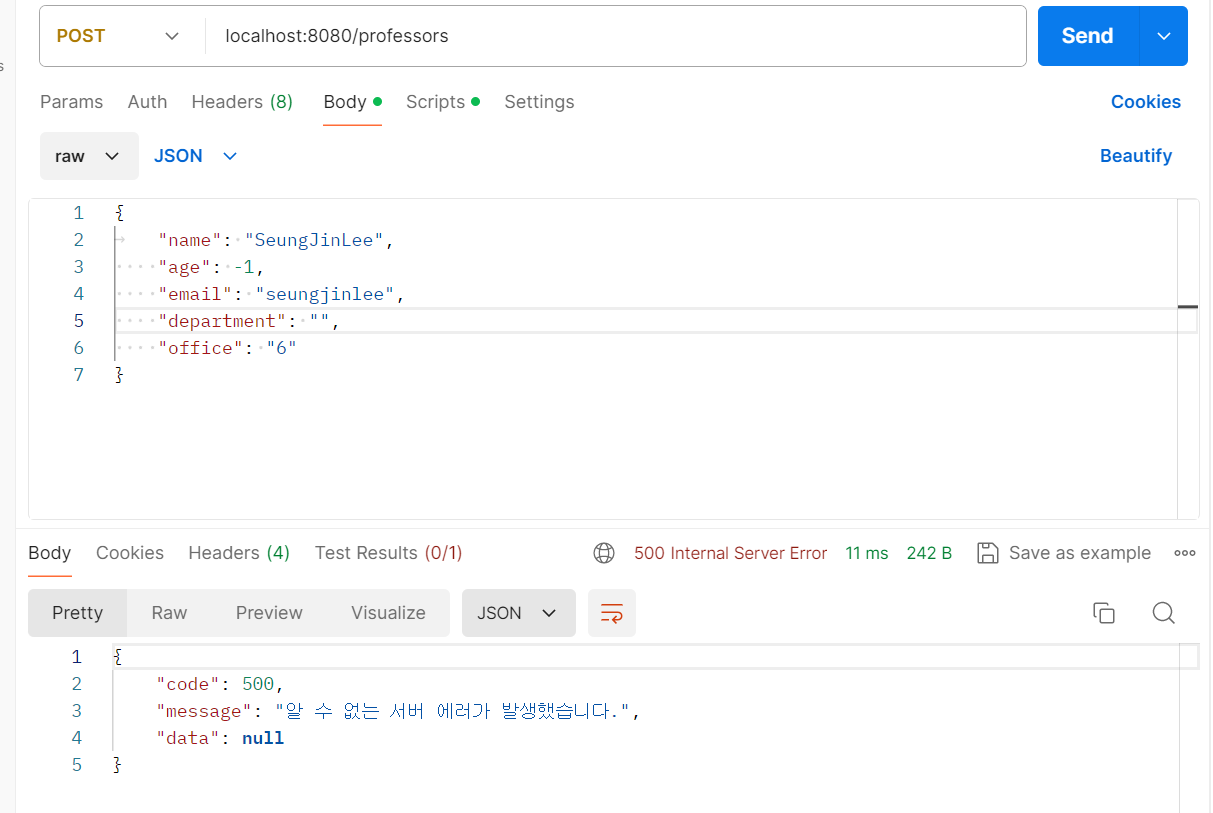 POST localhost:8080/professors Send
s
Params Auth Headers (8) Body Scripts Settings Cookies
raw JSON Beautify
1 {
2 "name": "SeungJinLee",
3 "age": -1,
4 "email": "seungjinlee",
5 "department": "",
6 "office": "6"
7 }
Body Cookies Headers (4) Test Results (0/1) 500 Internal Server Error 11 ms 242 B Save as example
Pretty Raw Preview Visualize JSON
1 {
2 "code": 500,
3 "message": "알 수 없는 서버 에러가 발생했습니다.",
4 "data": null
5 }